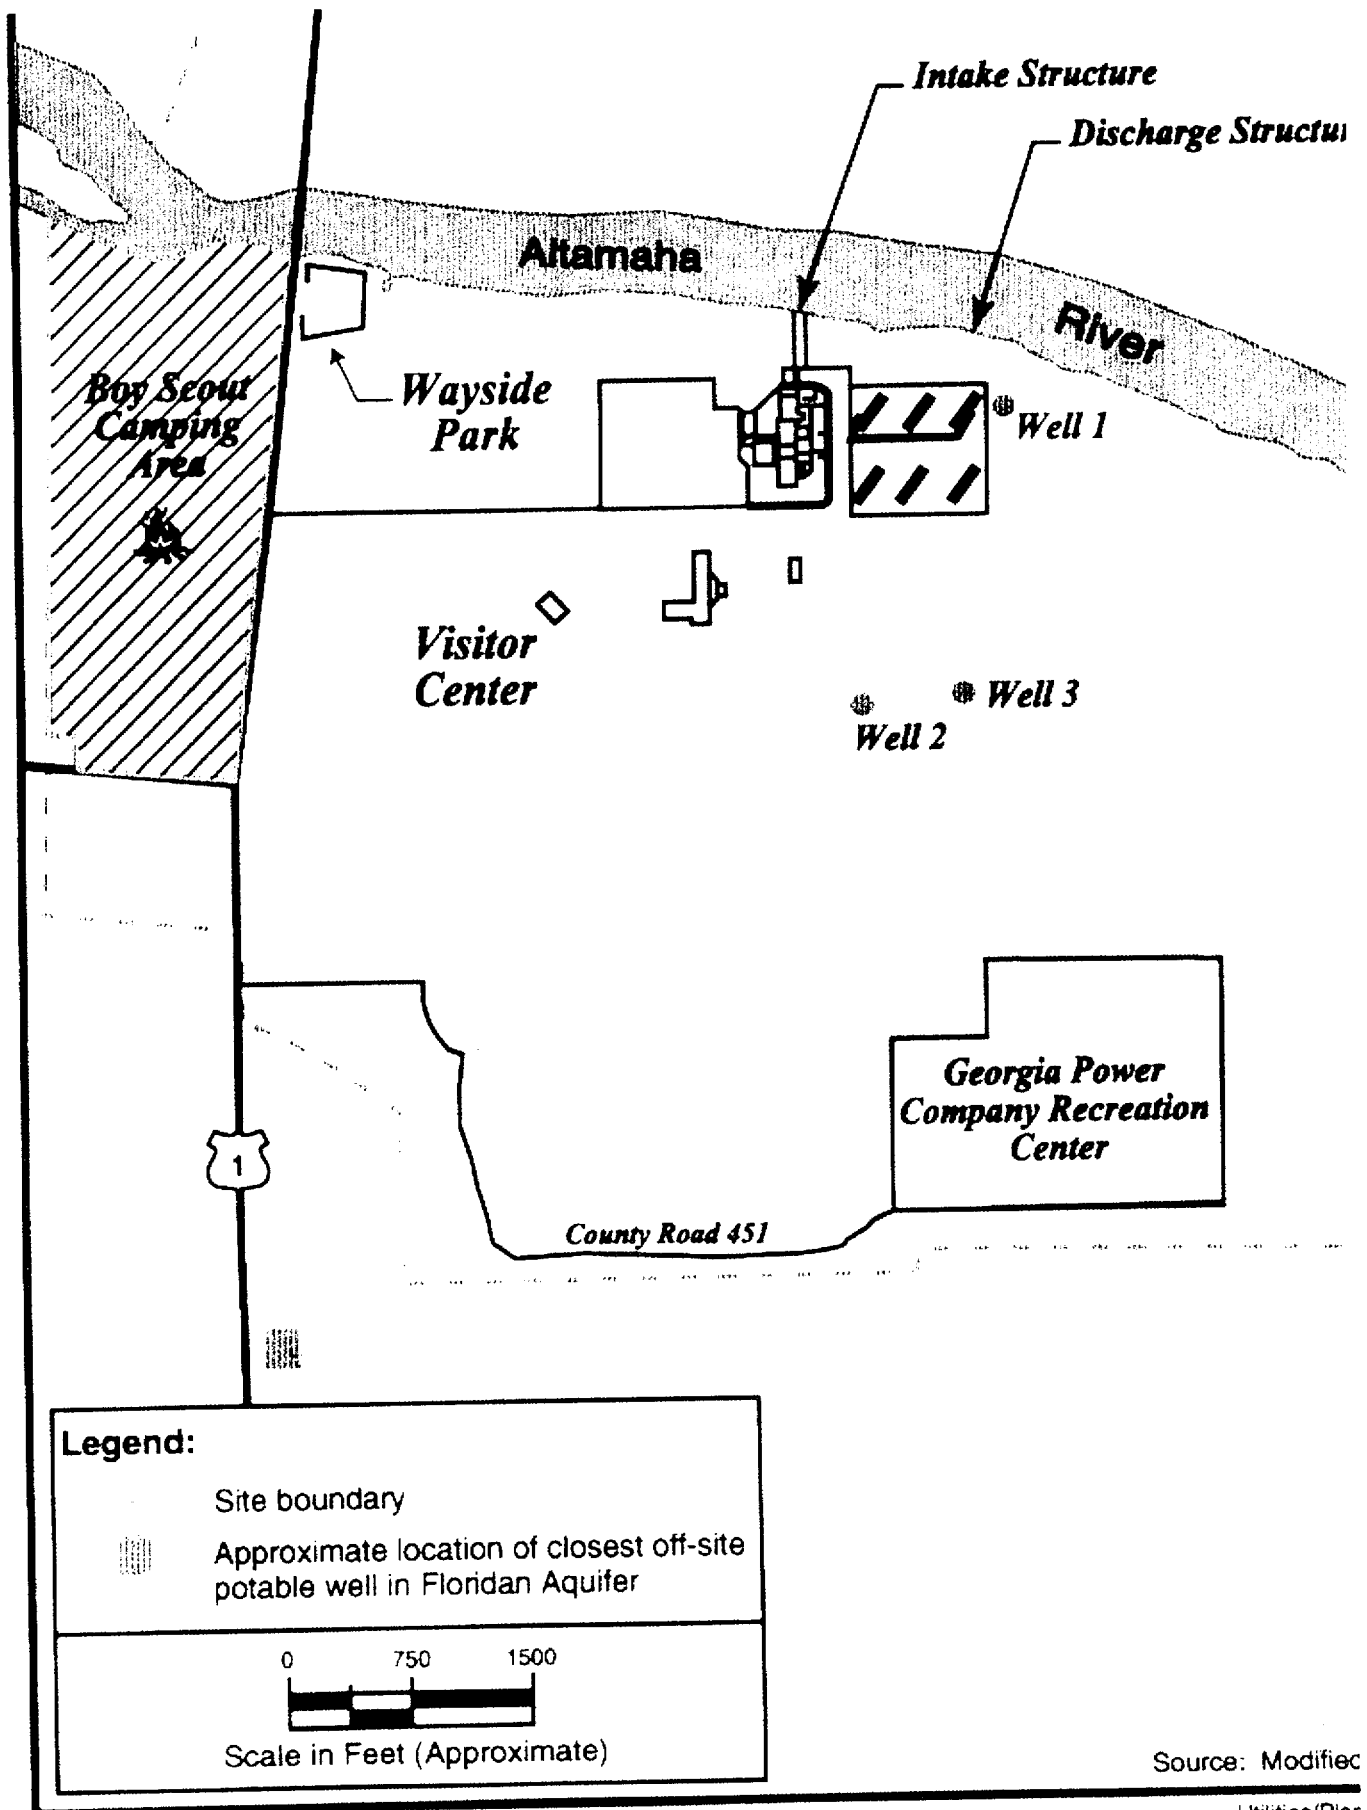 Intake Structure
Discharge Structur
Altamaha
River
Boy Scout
Camping
Area
Wayside
Park
Well 1
Visitor
Center
Well 3
Well 2
Georgia Power
Company Recreation
Center
1
County Road 451
Legend:
Site boundary
Approximate location of closest off-site
potable well in Floridan Aquifer
0 750 1500
Scale in Feet (Approximate)
Source: Modified